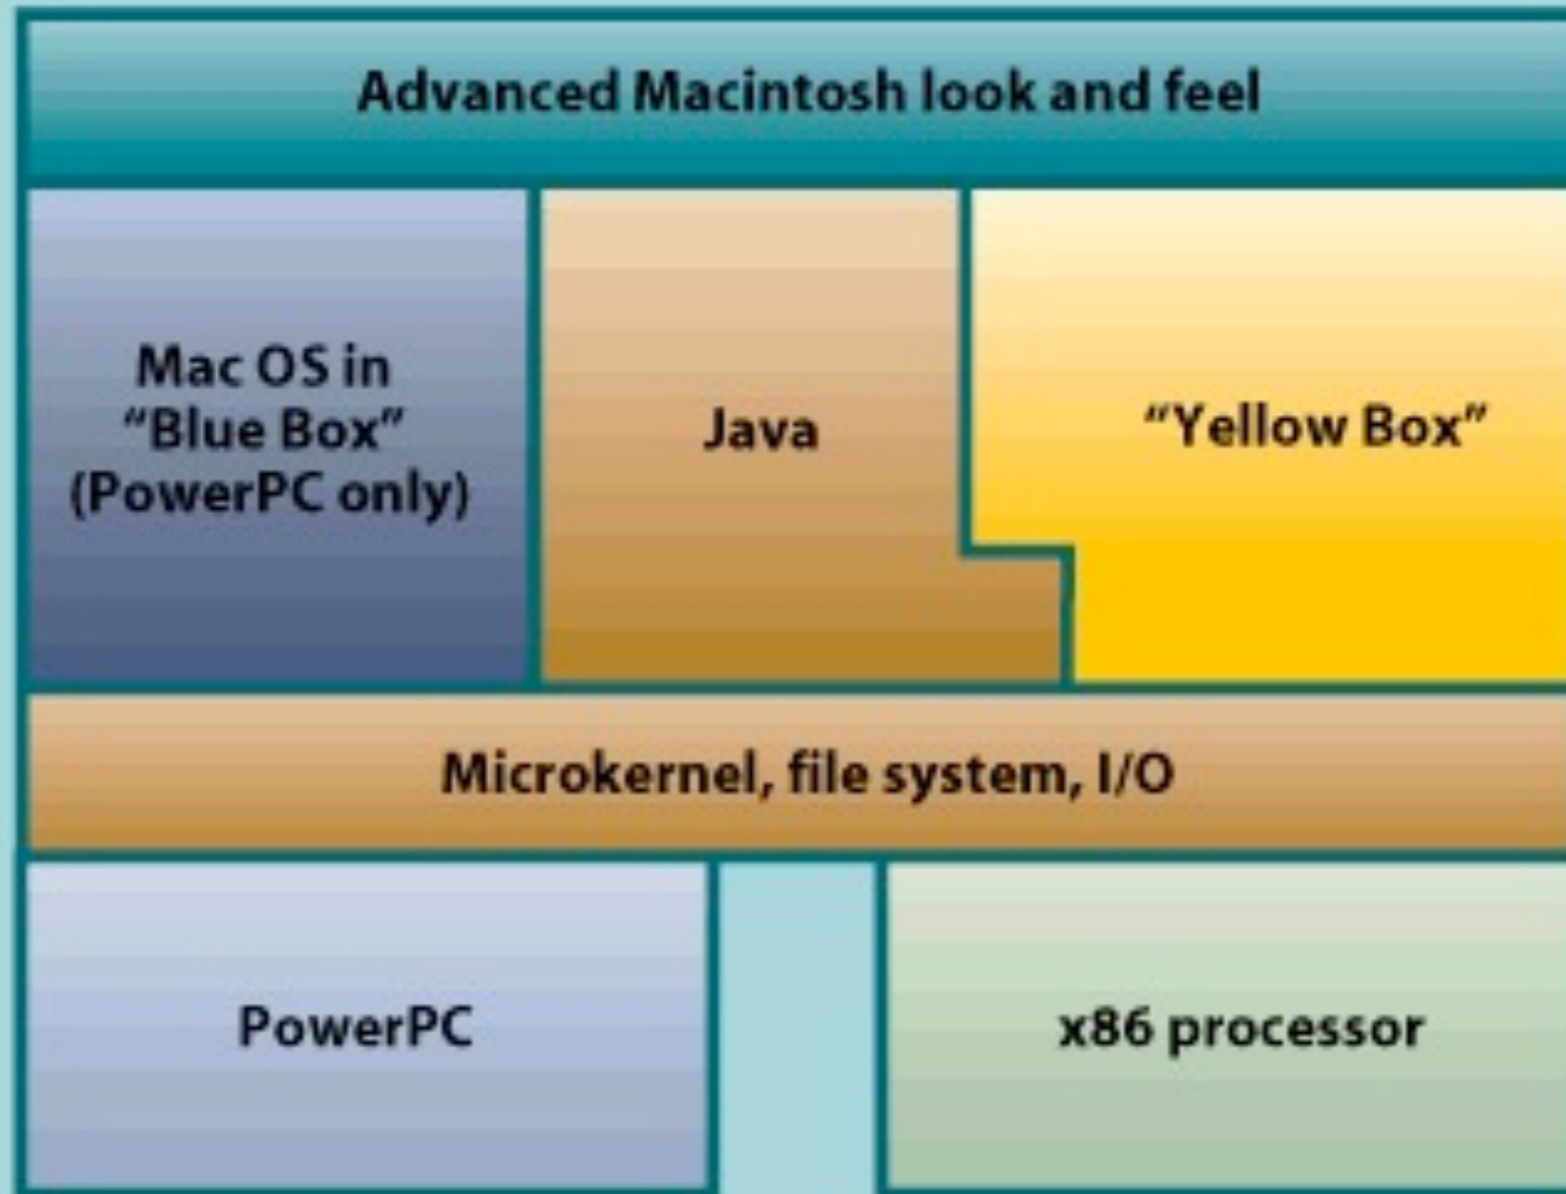 Advanced Macintosh look and feel
Mac OS in
“Blue Box”
(PowerPC only)
Java
“Yellow Box”
Microkernel, file system, I/O
PowerPC
x86 processor